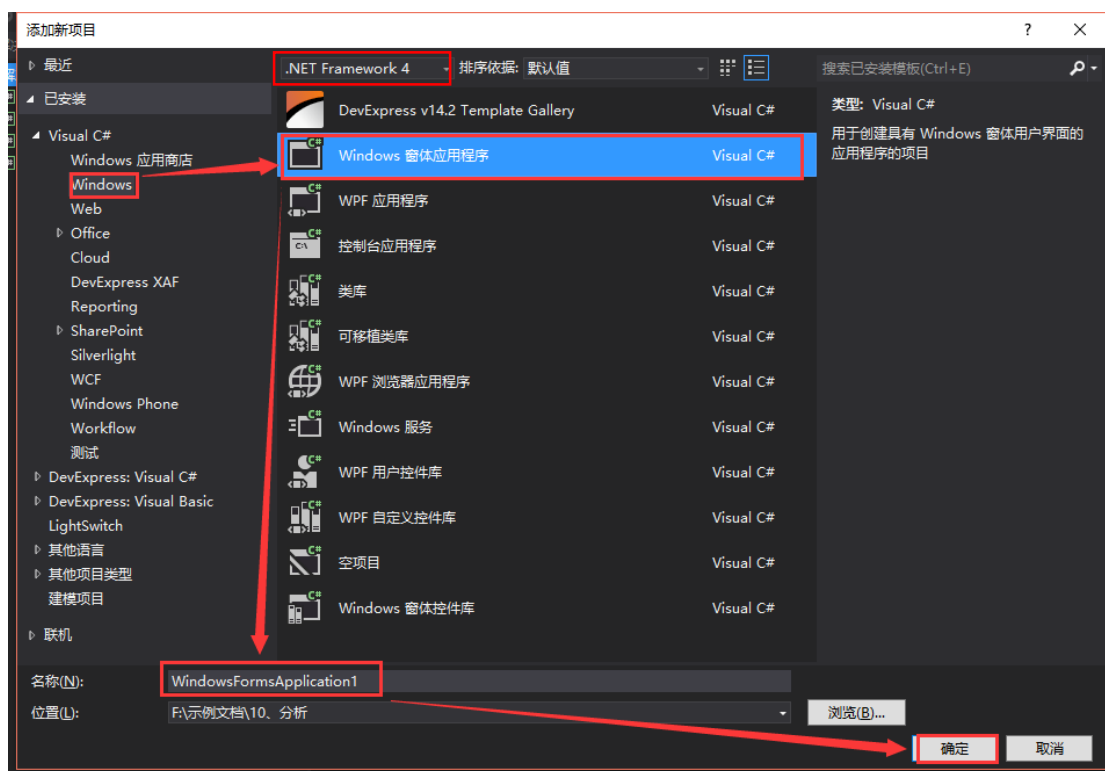 添加新项目
?
最近
.NET Framework 4
排序依据: 默认值
搜索已安装模板(Ctrl+E)
已安装
Visual C#
Windows 应用商店
Windows
Web
Office
Cloud
DevExpress XAF
Reporting
SharePoint
Silverlight
WCF
Windows Phone
Workflow
测试
DevExpress: Visual C#
DevExpress: Visual Basic
LightSwitch
其他语言
其他项目类型
建模项目
联机
DevExpress v14.2 Template Gallery Visual C#
Windows 窗体应用程序 Visual C#
WPF 应用程序 Visual C#
控制台应用程序 Visual C#
类库 Visual C#
可移植类库 Visual C#
WPF 浏览器应用程序 Visual C#
Windows 服务 Visual C#
WPF 用户控件库 Visual C#
WPF 自定义控件库 Visual C#
空项目 Visual C#
Windows 窗体控件库 Visual C#
类型: Visual C#
用于创建具有 Windows 窗体用户界面的
应用程序的项目
名称(N): WindowsFormsApplication1
位置(L): F:\示例文档\10、分析
浏览(B)...
确定
取消